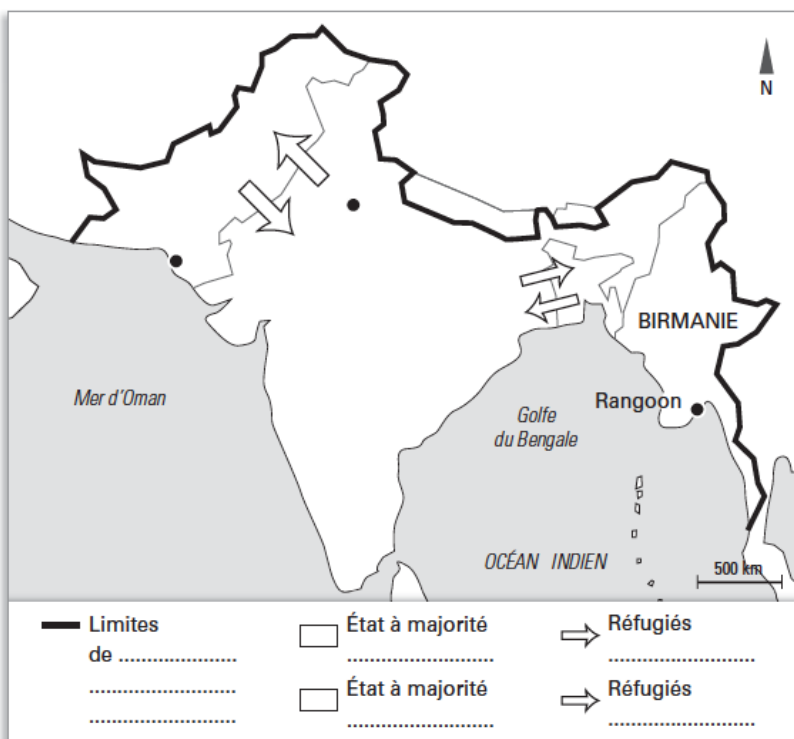 N
BIRMANIE
Mer d'Oman
Rangoon
Golfe
du Bengale
OCÉAN INDIEN
500 km
Limites
de ......................
......................
......................
État à majorité
......................
État à majorité
......................
Réfugiés
......................
Réfugiés
......................